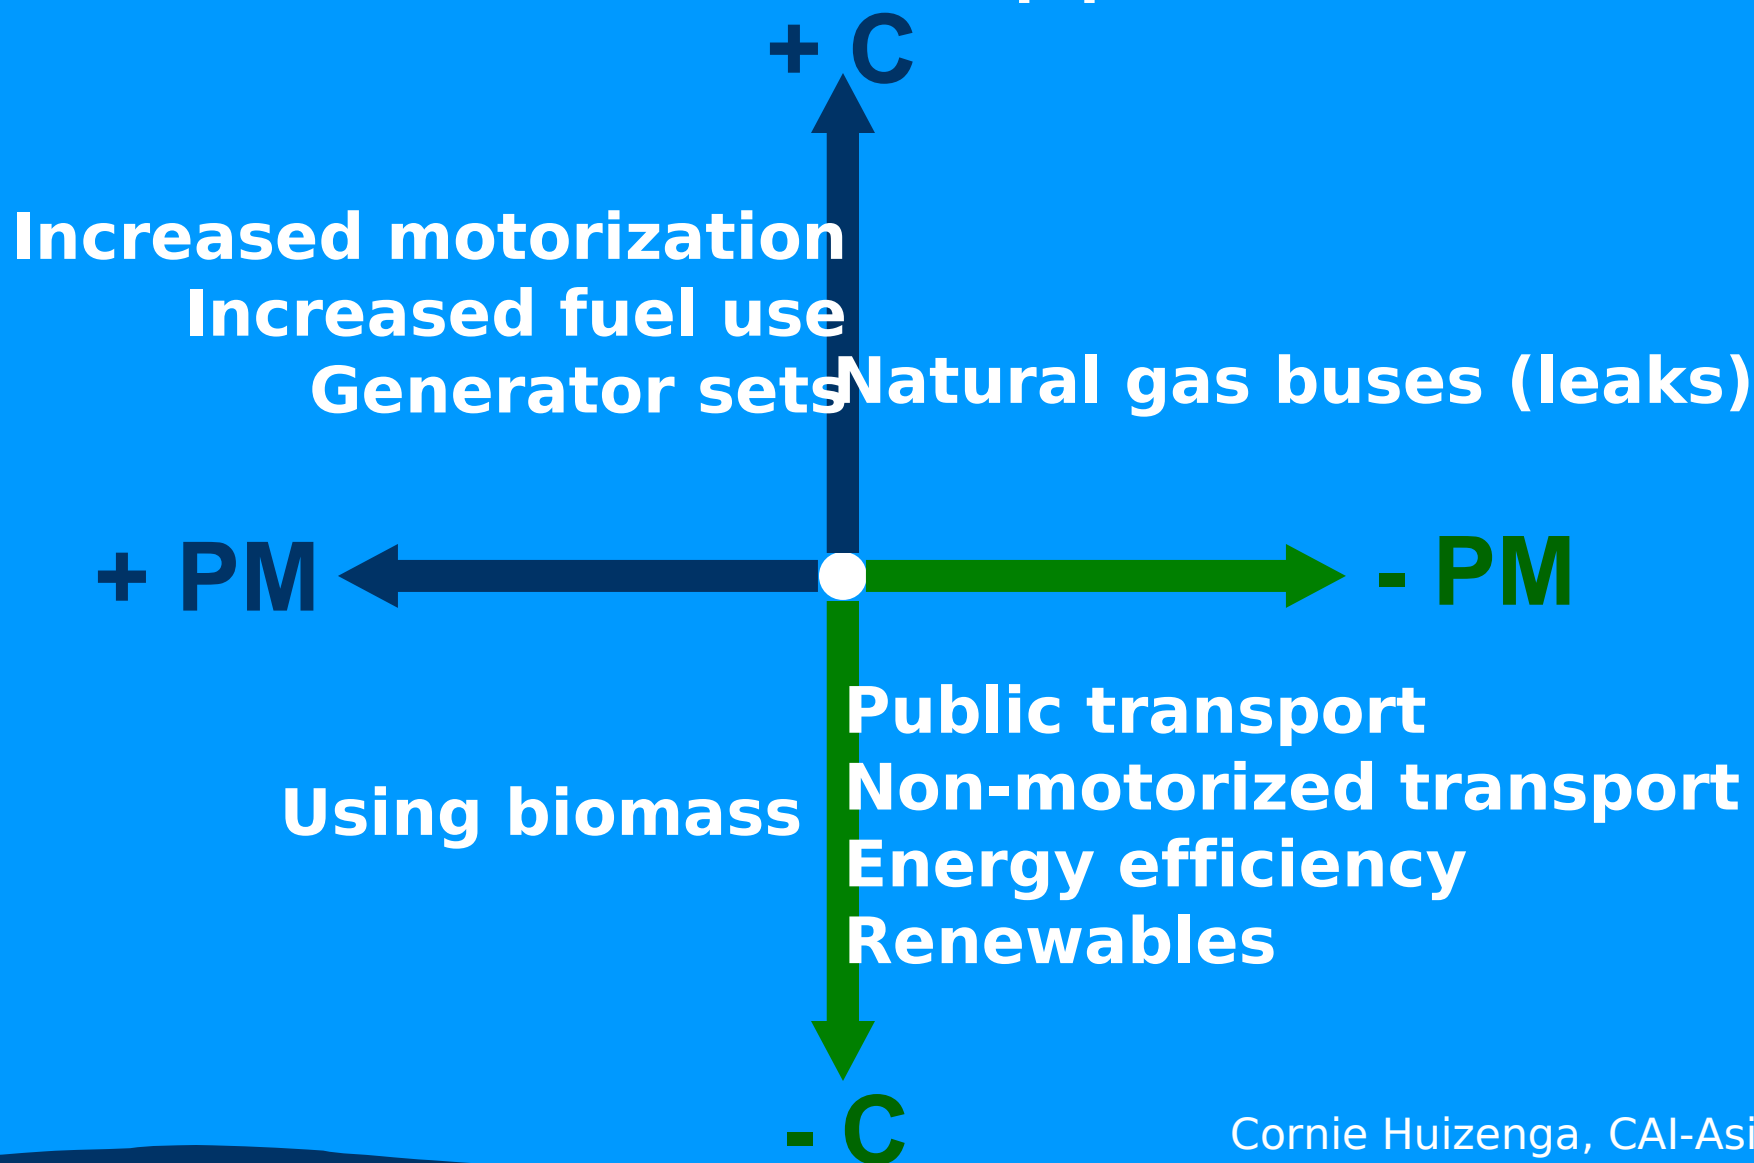 + C
Increased motorization
Increased fuel use
Generator sets
Natural gas buses (leaks)
+ PM
- PM
Public transport
Non-motorized transport
Using biomass
Energy efficiency
Renewables
- C
Cornie Huizenga, CAI-Asi